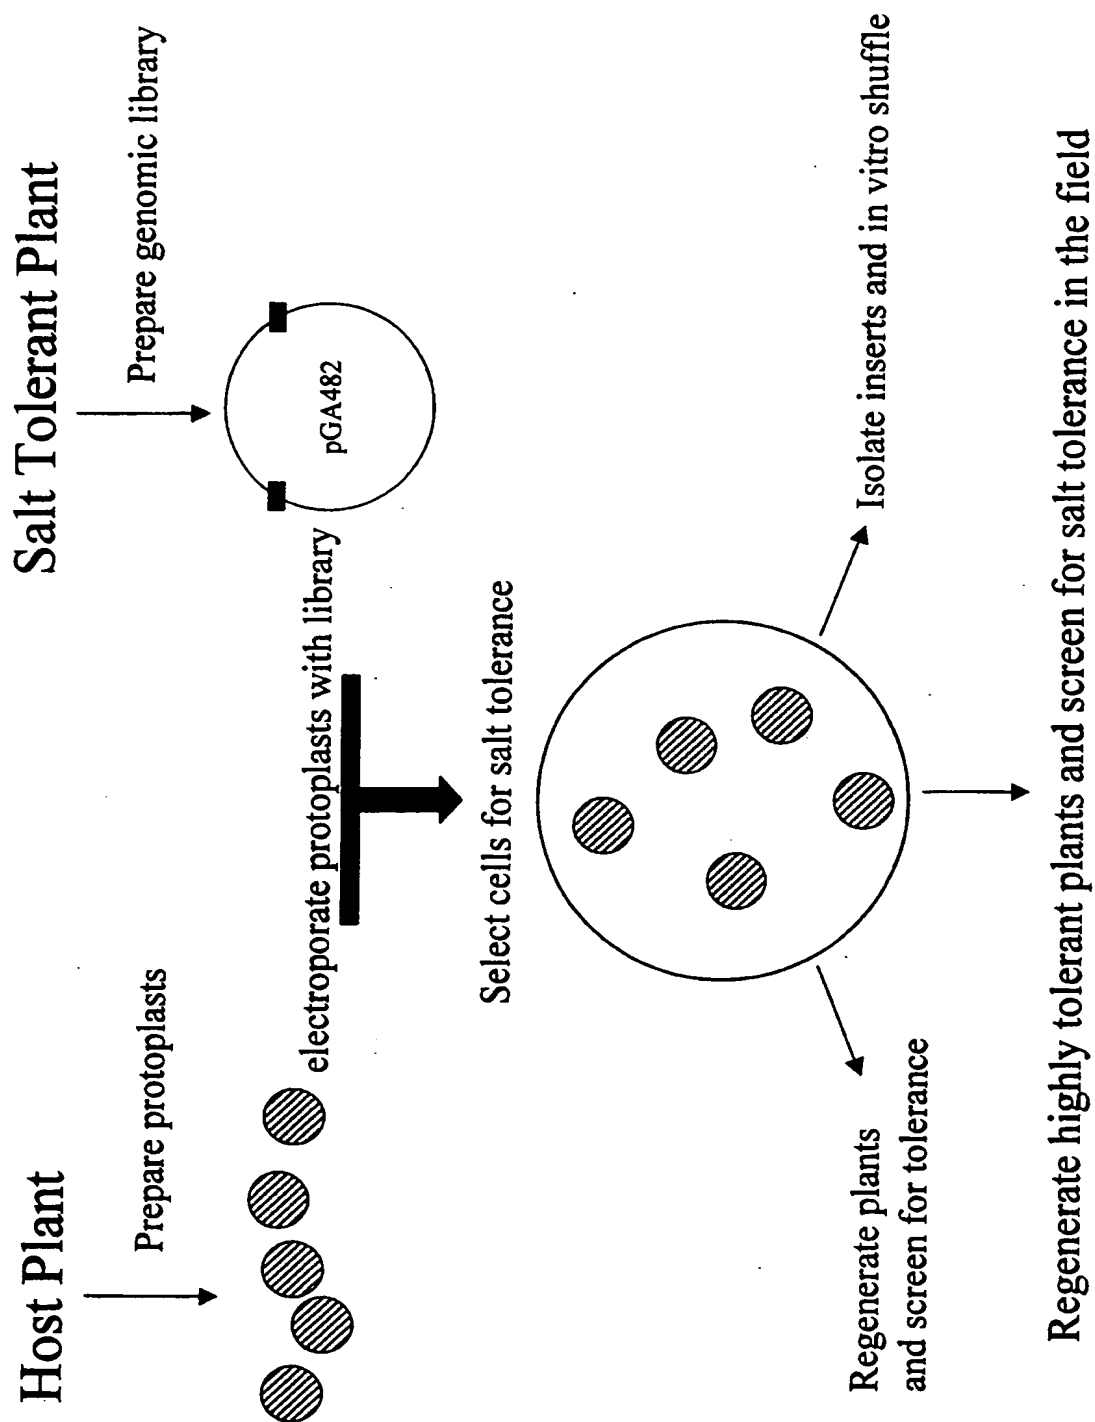 Host Plant
Salt Tolerant Plant
Prepare protoplasts
Prepare genomic library
pGA482
electroporate protoplasts with library
Select cells for salt tolerance
Regenerate plants
and screen for tolerance
Isolate inserts and in vitro shuffle
Regenerate highly tolerant plants and screen for salt tolerance in the field